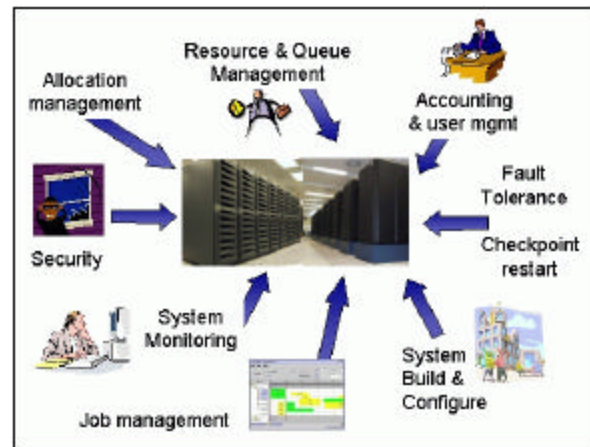 Resource & Queue
Management
Allocation
management
Accounting
& user mgmt
Fault
Tolerance
Checkpoint
restart
Security
System
Monitoring
System
Build &
Configure
Job management